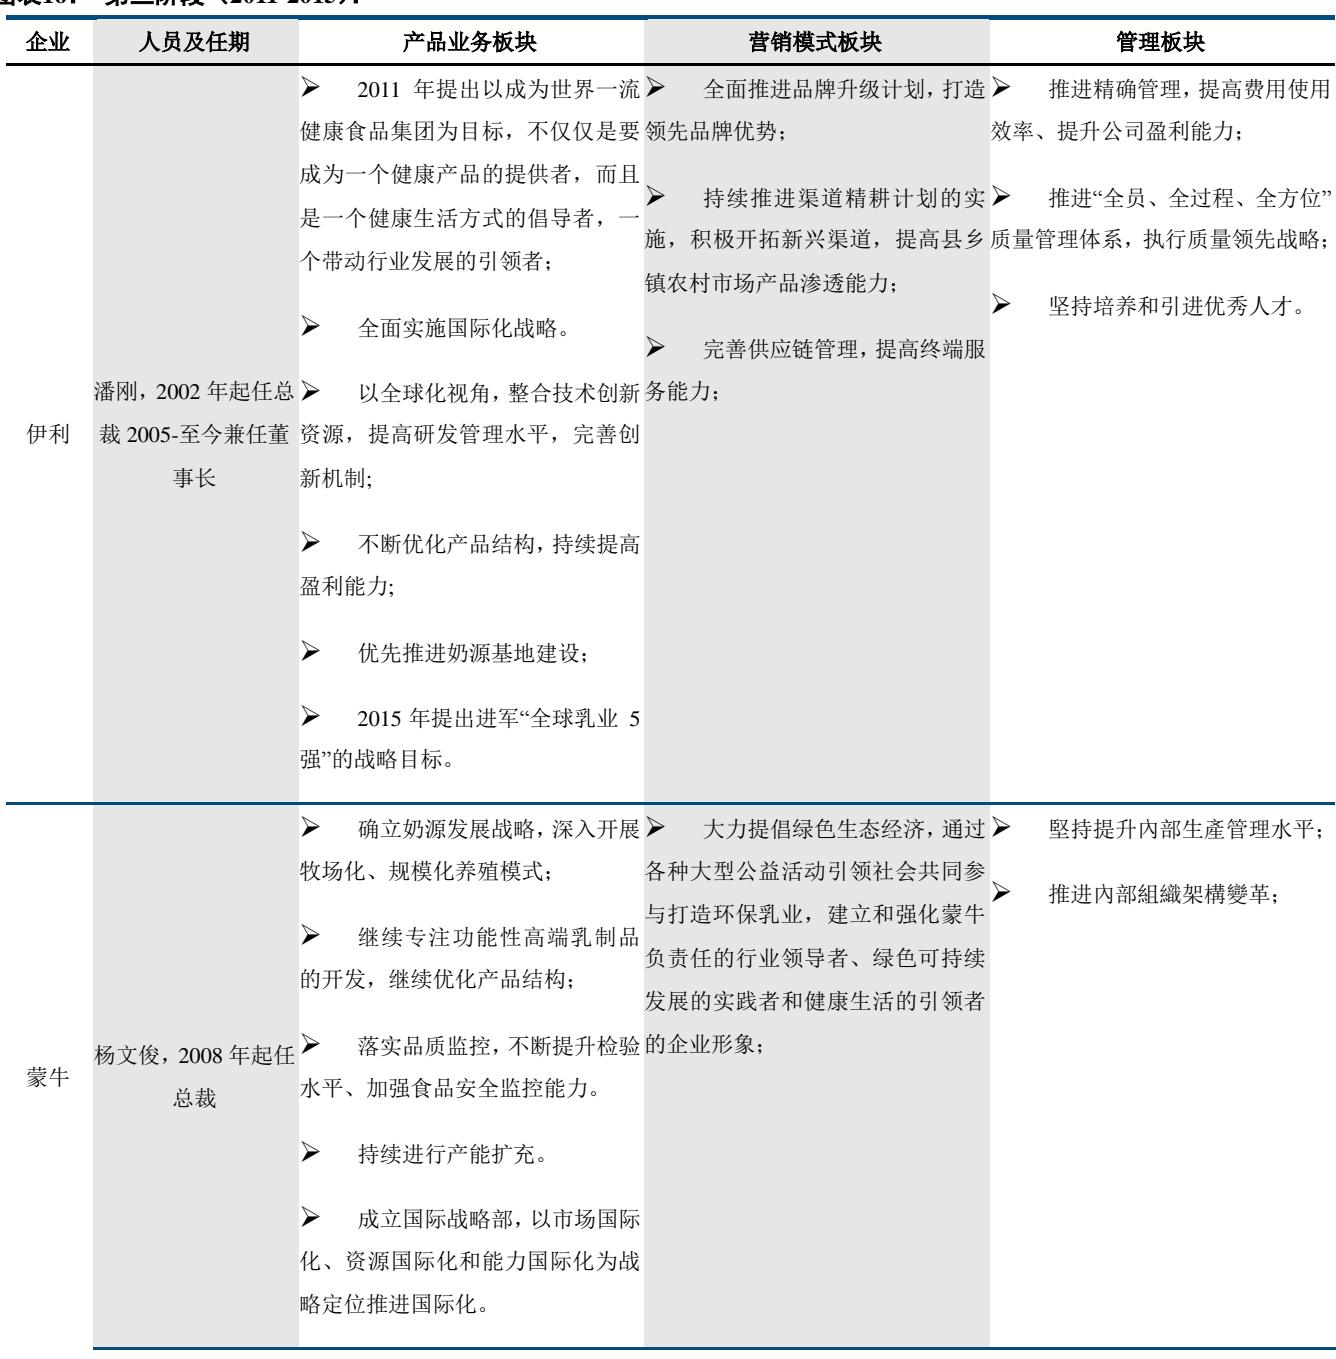 企业 人员及任期 产品业务板块 营销模式板块 管理板块
伊利
潘刚，2002 年起任总
裁 2005-至今兼任董
事长
➢ 2011 年提出以成为世界一流
健康食品集团为目标，不仅仅是要
成为一个健康产品的提供者，而且
是一个健康生活方式的倡导者，一
个带动行业发展的引领者；
➢ 全面实施国际化战略。
➢ 以全球化视角，整合技术创新
资源，提高研发管理水平，完善创
新机制;
➢ 不断优化产品结构，持续提高
盈利能力;
➢ 优先推进奶源基地建设；
➢ 2015 年提出进军“全球乳业 5
强”的战略目标。
➢ 全面推进品牌升级计划，打造
领先品牌优势；
➢ 持续推进渠道精耕计划的实
施，积极开拓新兴渠道，提高县乡
镇农村市场产品渗透能力；
➢ 完善供应链管理，提高终端服
务能力；
➢ 推进精确管理，提高费用使用
效率、提升公司盈利能力；
➢ 推进“全员、全过程、全方位”
质量管理体系，执行质量领先战略；
➢ 坚持培养和引进优秀人才。
蒙牛
杨文俊，2008 年起任
总裁
➢ 确立奶源发展战略，深入开展
牧场化、规模化养殖模式；
➢ 继续专注功能性高端乳制品
的开发，继续优化产品结构；
➢ 落实品质监控，不断提升检验
水平、加强食品安全监控能力。
➢ 持续进行产能扩充。
➢ 成立国际战略部，以市场国际
化、资源国际化和能力国际化为战
略定位推进国际化。
➢ 大力提倡绿色生态经济，通过
各种大型公益活动引领社会共同参
与打造环保乳业，建立和强化蒙牛
负责任的行业领导者、绿色可持续
发展的实践者和健康生活的引领者
的企业形象；
➢ 堅持提升內部生產管理水平；
➢ 推进內部組織架構變革；